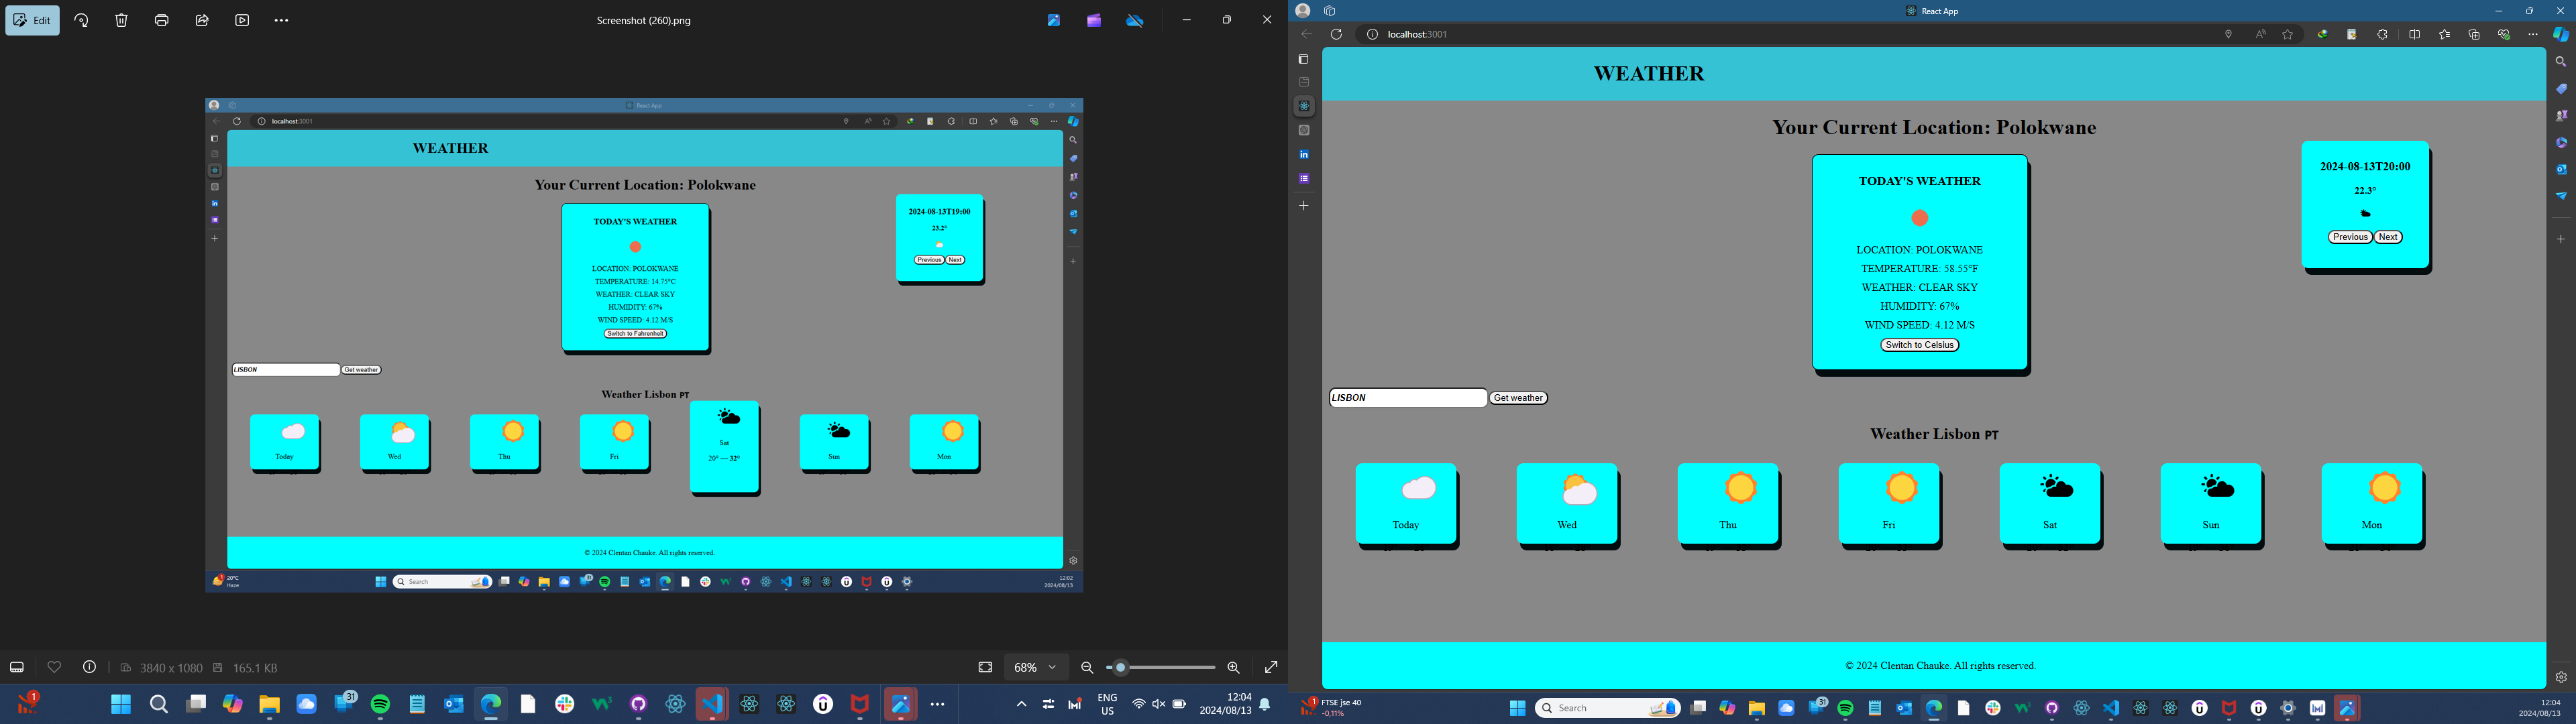 Edit
Screenshot (260).png
React App
localhost:3001
WEATHER
Your Current Location: Polokwane
TODAY'S WEATHER
LOCATION: POLOKWANE
TEMPERATURE: 14.75°C
WEATHER: CLEAR SKY
HUMIDITY: 67%
WIND SPEED: 4.12 M/S
Switch to Fahrenheit
2024-08-13T19:00
23.2°
Previous Next
LISBON Get weather
Weather Lisbon PT
Today Wed Thu Fri Sat Sun Mon
20° — 32°
© 2024 Clentan Chauke. All rights reserved.
20°C
Haze
Search
31
12:02
2024/08/13
3840 x 1080 165.1 KB
68%
1
31
ENG
US
12:04
2024/08/13
React App
localhost:3001
WEATHER
Your Current Location: Polokwane
TODAY'S WEATHER
LOCATION: POLOKWANE
TEMPERATURE: 58.55°F
WEATHER: CLEAR SKY
HUMIDITY: 67%
WIND SPEED: 4.12 M/S
Switch to Celsius
2024-08-13T20:00
22.3°
Previous Next
LISBON Get weather
Weather Lisbon PT
Today Wed Thu Fri Sat Sun Mon
© 2024 Clentan Chauke. All rights reserved.
1
FTSE jse 40
-0,11%
Search
31
12:04
2024/08/13